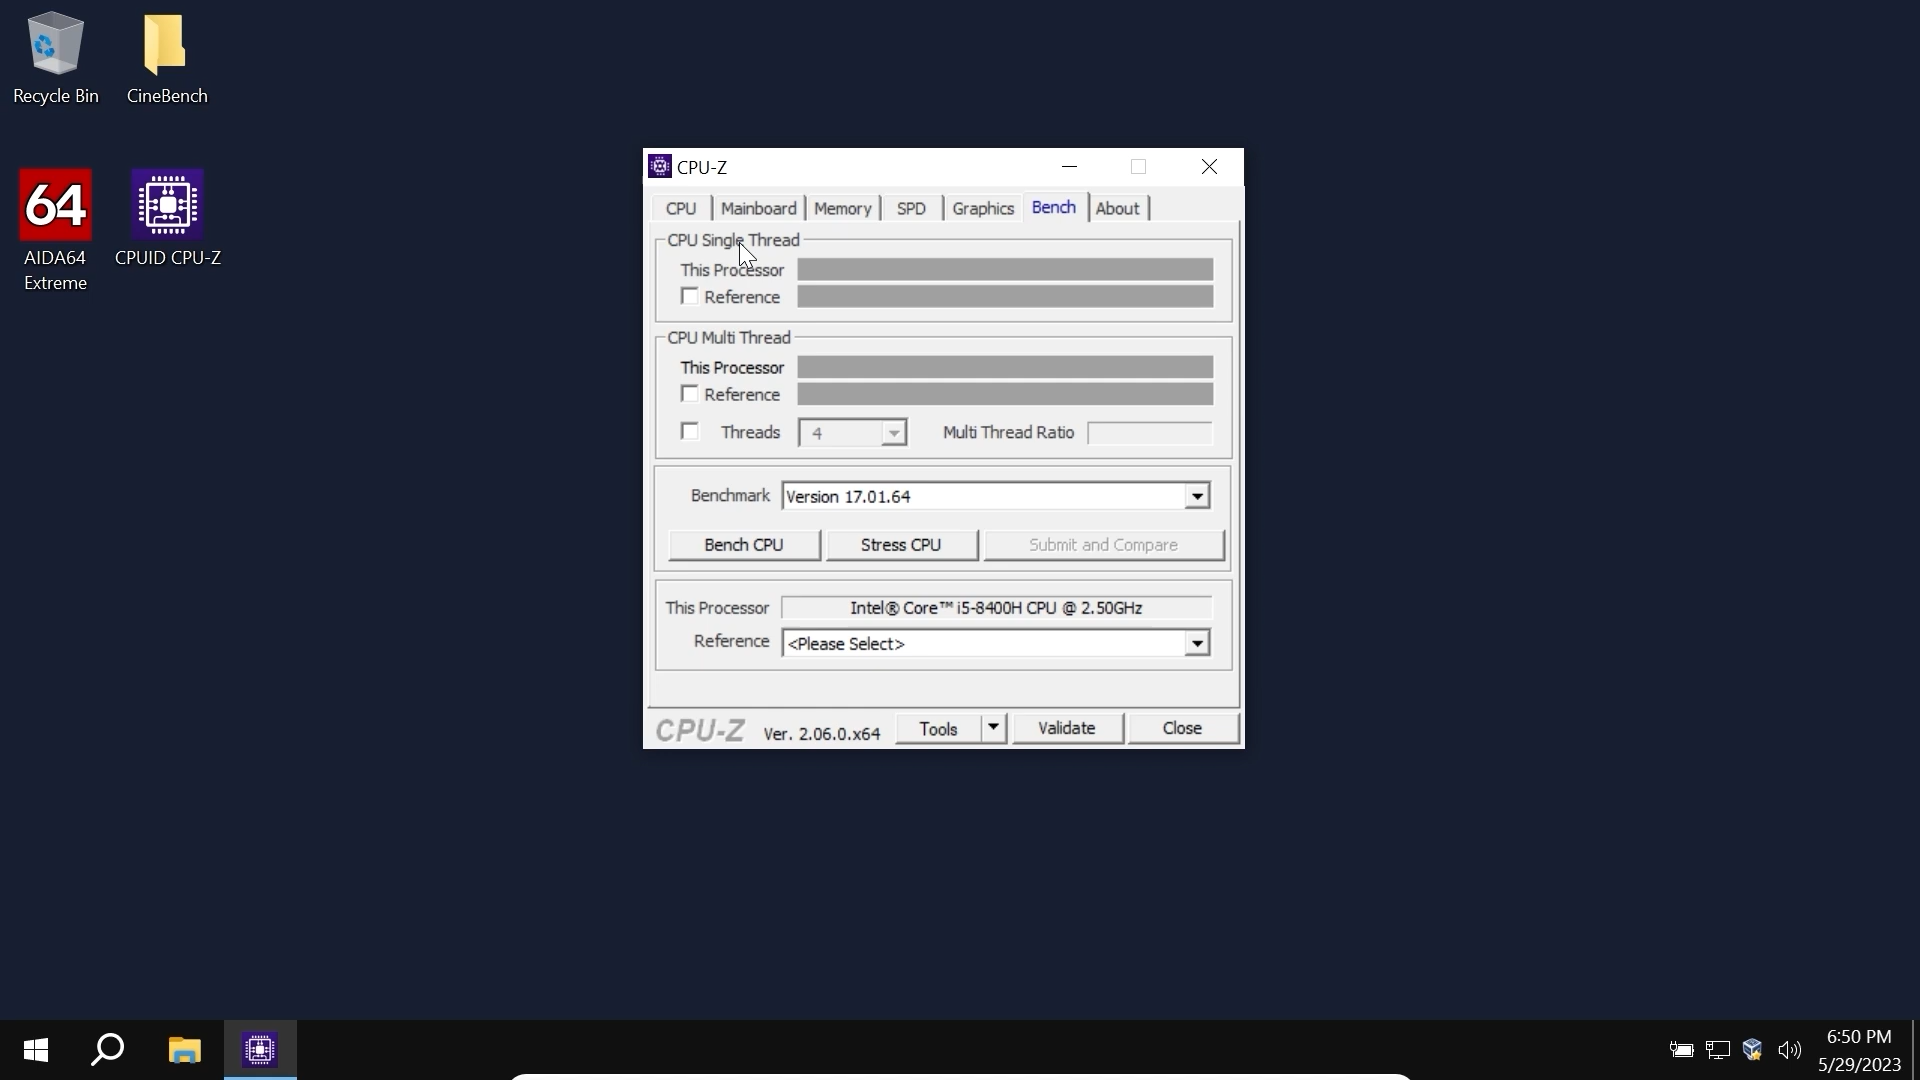 Recycle Bin
CineBench
64
AIDA64
Extreme
CPUID CPU-Z
CPU-Z
CPU Mainboard Memory SPD Graphics Bench About
CPU Single Thread
This Processor
Reference
CPU Multi Thread
This Processor
Reference
Threads 4 Multi Thread Ratio
Benchmark Version 17.01.64
Bench CPU Stress CPU Submit and Compare
This Processor Intel® Core™ i5-8400H CPU @ 2.50GHz
Reference <Please Select>
CPU-Z Ver. 2.06.0.x64 Tools Validate Close
6:50 PM
5/29/2023